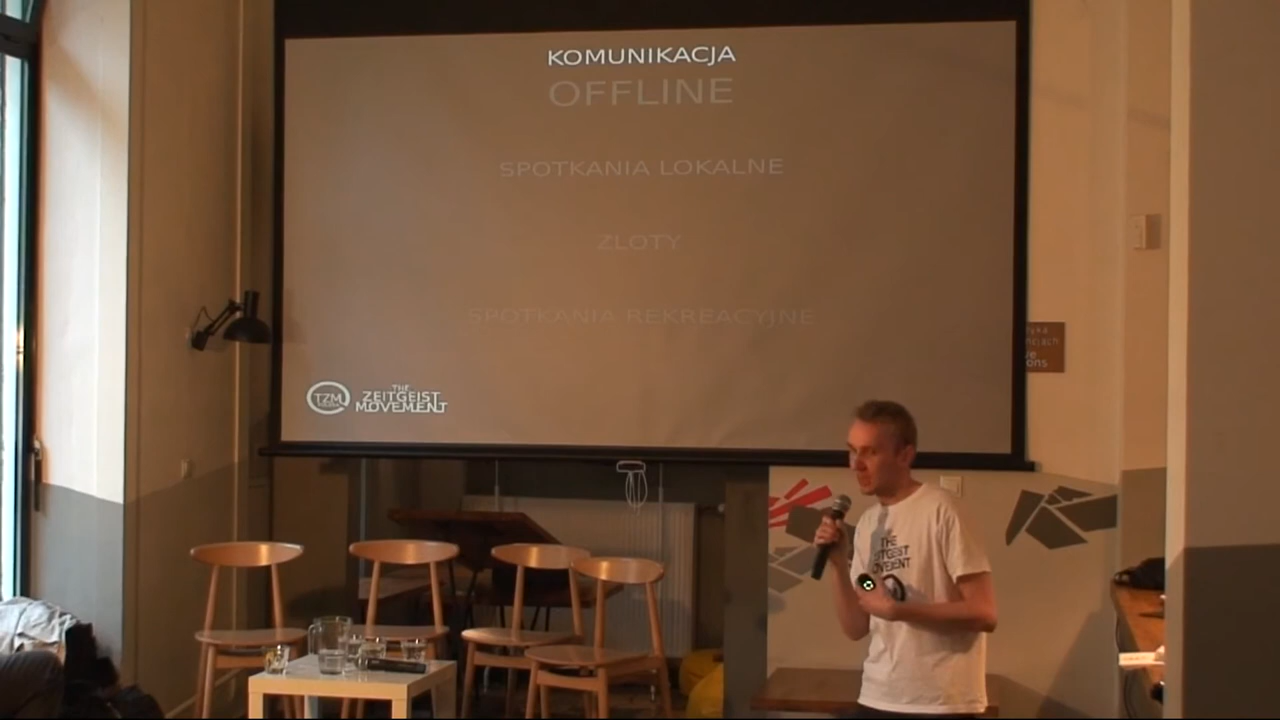 KOMUNIKACJA
OFFLINE
SPOTKANIA LOKALNE
ZLOTY
SPOTKANIA REKREACYJNE
TZM
THE
ZEITGEIST
MOVEMENT
THE
ZEITGEIST
MOVEMENT